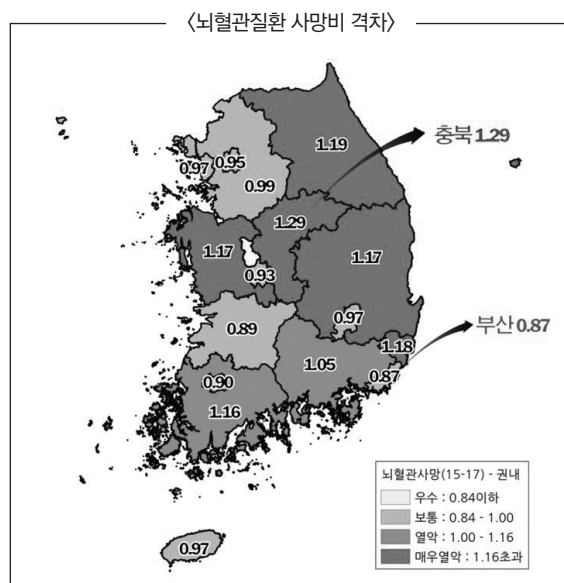 〈뇌혈관질환 사망비 격차〉
충북 1.29
1.19
0.97
0.95
0.99
1.29
1.17
1.17
0.93
0.97
부산 0.87
0.89
1.18
1.05
0.87
0.90
1.16
0.97
뇌혈관사망(15-17) - 권내
우수 : 0.84이하
보통 : 0.84 - 1.00
열악 : 1.00 - 1.16
매우열악 : 1.16초과